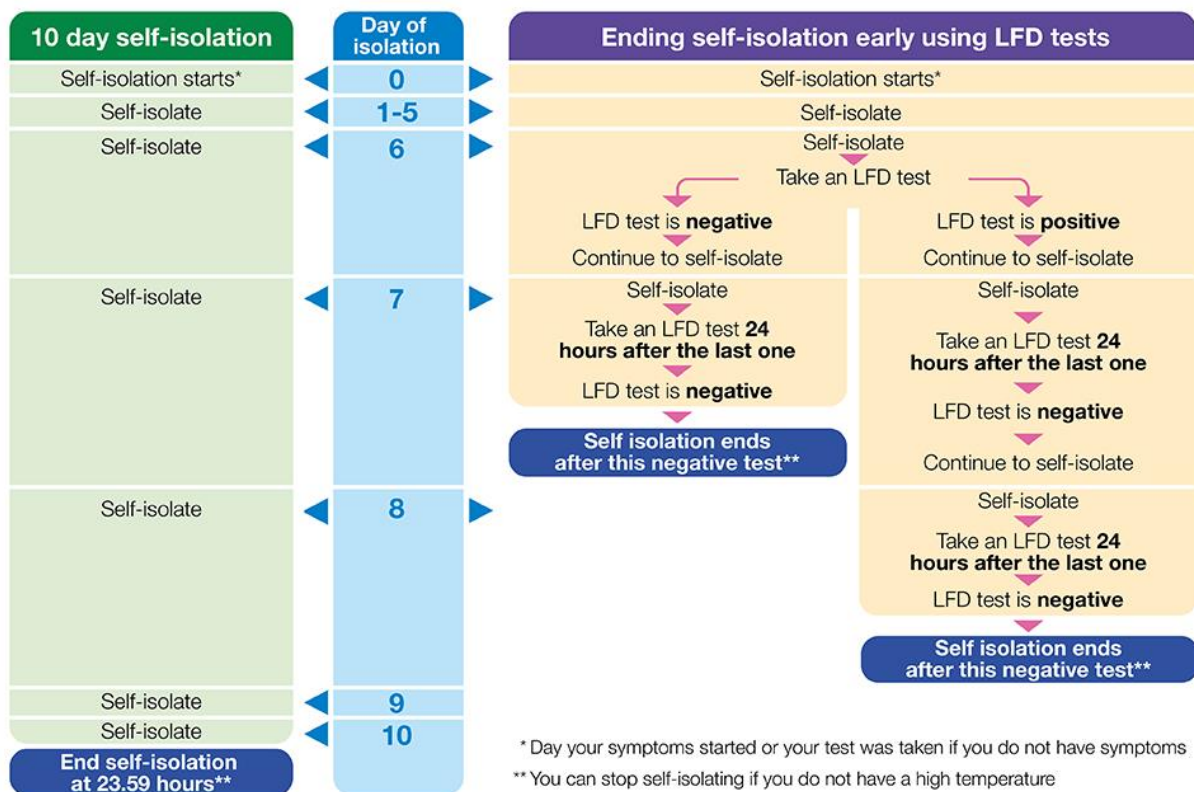 10 day self-isolation
Day of
isolation
Ending self-isolation early using LFD tests
Self-isolation starts*
0
Self-isolation starts*
Self-isolate
1-5
Self-isolate
Self-isolate
6
Self-isolate
Take an LFD test
LFD test is negative
Continue to self-isolate
LFD test is positive
Continue to self-isolate
Self-isolate
7
Self-isolate
Take an LFD test 24
hours after the last one
LFD test is negative
Self isolation ends
after this negative test**
Self-isolate
Take an LFD test 24
hours after the last one
LFD test is negative
Continue to self-isolate
Self-isolate
8
Self-isolate
Take an LFD test 24
hours after the last one
LFD test is negative
Self isolation ends
after this negative test**
Self-isolate
9
Self-isolate
10
End self-isolation
at 23.59 hours**
* Day your symptoms started or your test was taken if you do not have symptoms
** You can stop self-isolating if you do not have a high temperature